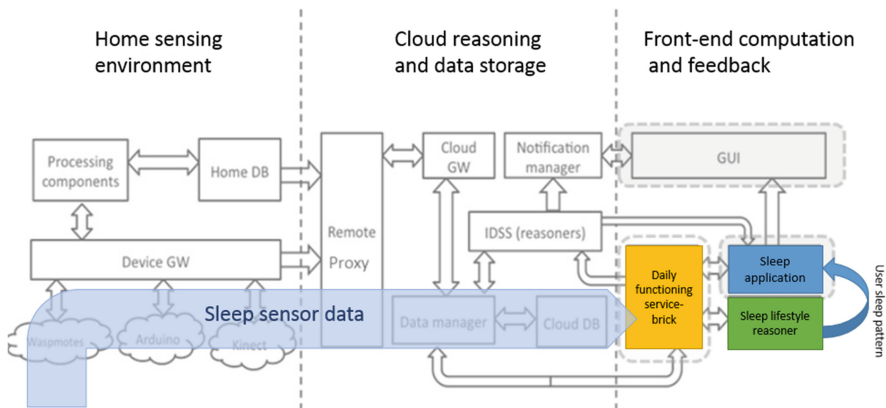 Home sensing
environment
Cloud reasoning
and data storage
Front-end computation
and feedback
Processing
components
Home DB
Device GW
Waspmotes
Arduino
Kinect
Remote
Proxy
Cloud
GW
Notification
manager
IDSS (reasoners)
Data manager
Cloud DB
Sleep sensor data
GUI
Daily
functioning
service-
brick
Sleep
application
Sleep lifestyle
reasoner
User sleep pattern